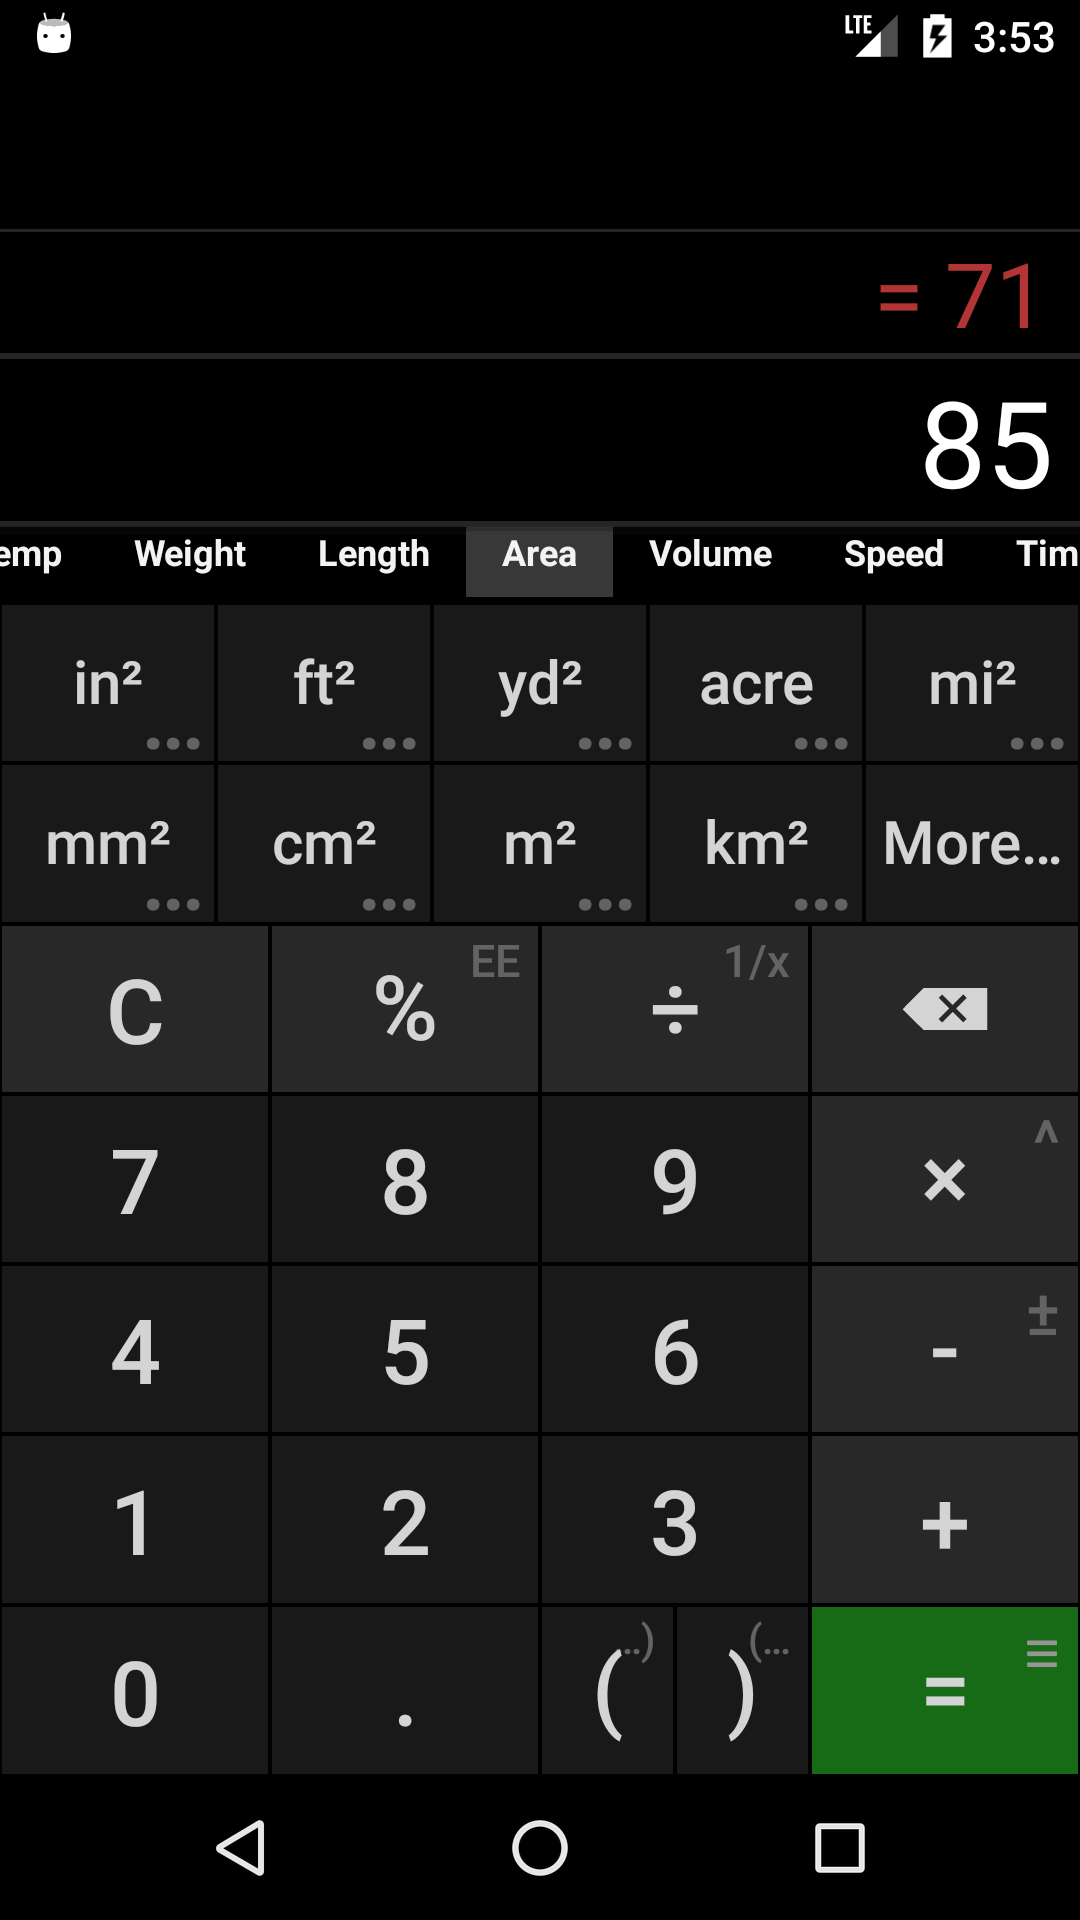 LTE 3:53
= 71
85
emp Weight Length Area Volume Speed Tim
in² ft² yd² acre mi²
mm² cm² m² km² More...
C % EE ÷ 1/x
7 8 9 × ^
4 5 6 - ±
1 2 3 +
0 . ( ..) ) (... =